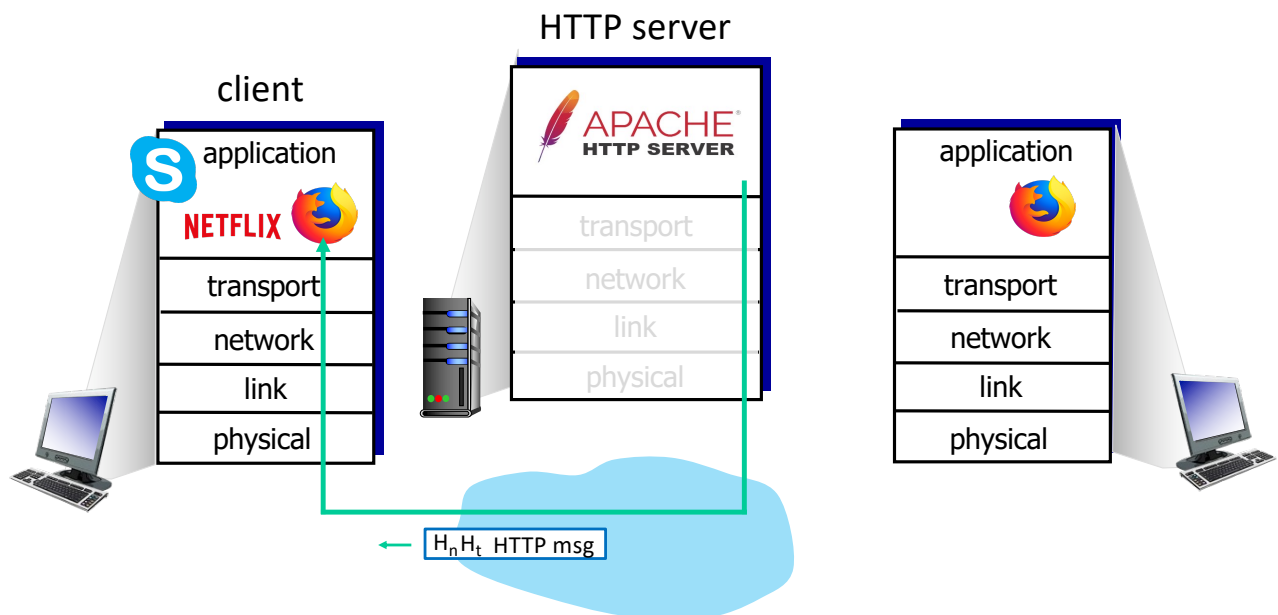 HTTP server
client
S
application
NETFLIX
transport
network
link
physical
APACHE®
HTTP SERVER
transport
network
link
physical
application
transport
network
link
physical
HₙHₜ HTTP msg